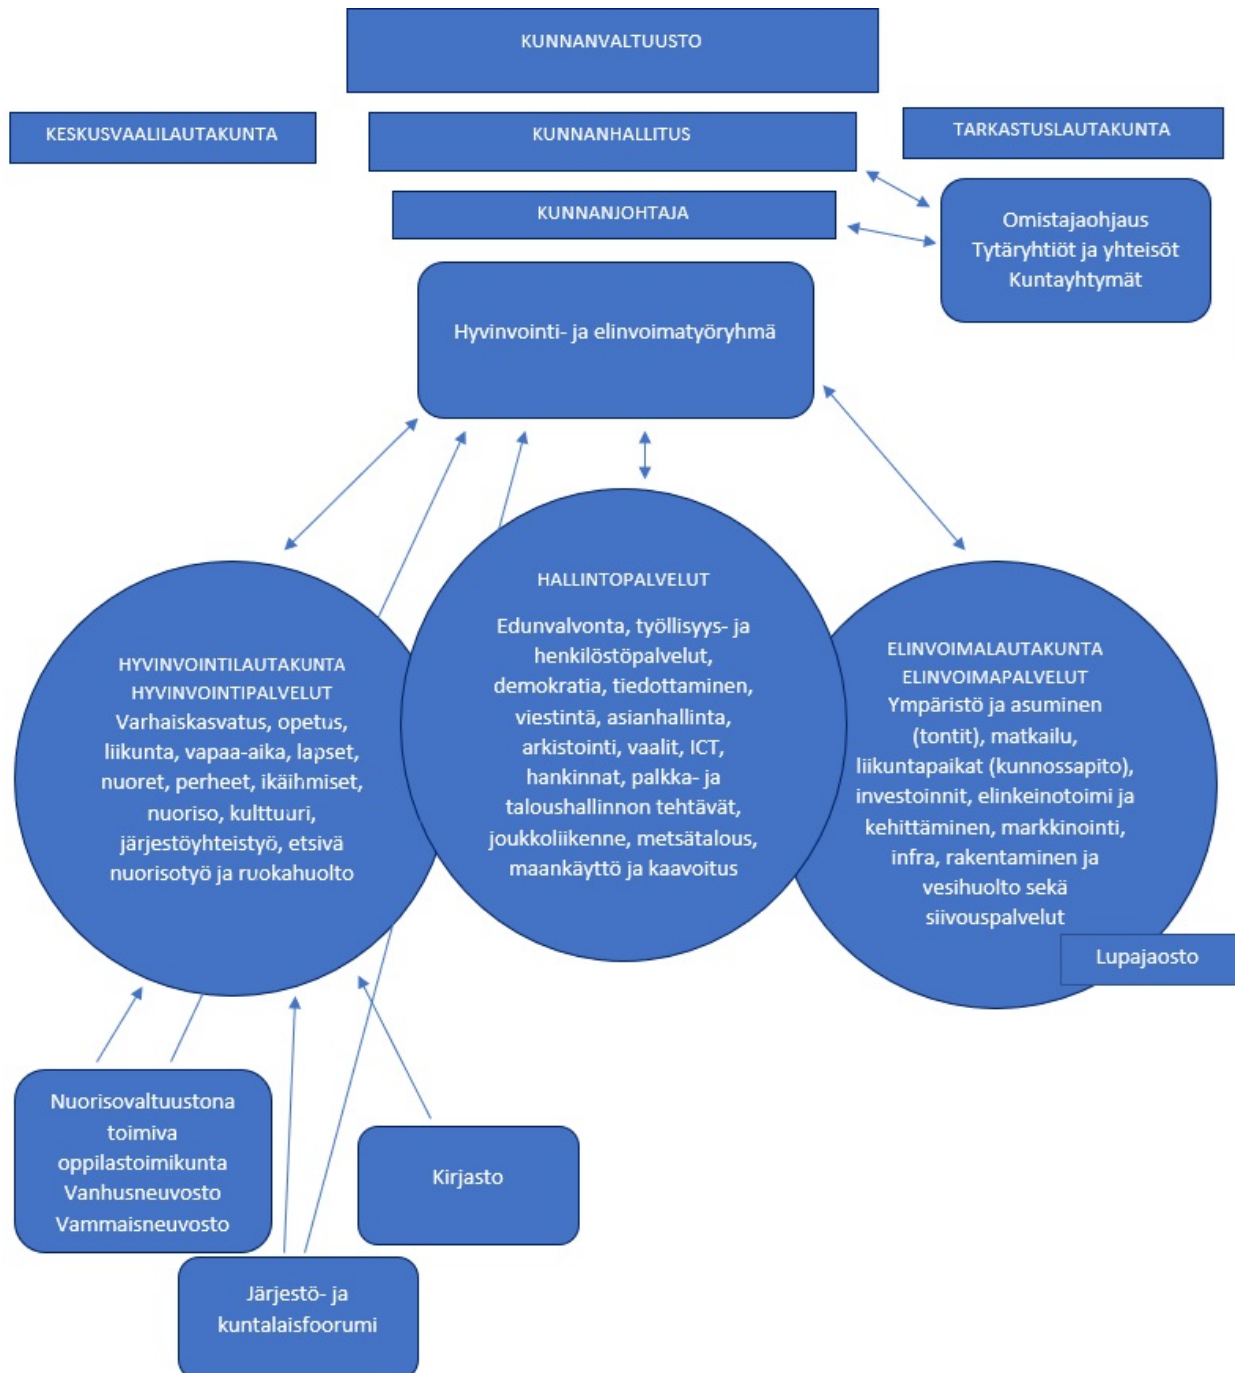 KUNNANVALTUUSTO
KESKUSVAALILAUTAKUNTA
KUNNANHALLITUS
TARKASTUSLAUTAKUNTA
KUNNANJOHTAJA
Omistajaohjaus
Tytäryhtiöt ja yhteisöt
Kuntayhtymät
Hyvinvointi- ja elinvoimatyöryhmä
HYVINVOINTILAUTAKUNTA
HYVINVOINTIPALVELUT
Varhaiskasvatus, opetus,
liikunta, vapaa-aika, lapset,
nuoret, perheet, ikäihmiset,
nuoriso, kulttuuri,
järjestöyhteistyö, etsivä
nuorisotyö ja ruokahuolto
HALLINTOPALVELUT
Edunvalvonta, työllisyys- ja
henkilöstöpalvelut,
demokratia, tiedottaminen,
viestintä, asianhallinta,
arkistointi, vaalit, ICT,
hankinnat, palkka- ja
taloushallinnon tehtävät,
joukkoliikenne, metsätalous,
maankäyttö ja kaavoitus
ELINVOIMALAUTAKUNTA
ELINVOIMAPALVELUT
Ympäristö ja asuminen
(tontit), matkailu,
liikuntapaikat (kunnossapito),
investoinnit, elinkeinotoimi ja
kehittäminen, markkinointi,
infra, rakentaminen ja
vesihuolto sekä
siivouspalvelut
Lupajaosto
Nuorisovaltuustona
toimiva
oppilastoimikunta
Vanhusneuvosto
Vammaisneuvosto
Kirjasto
Järjestö- ja
kuntalaisfoorumi